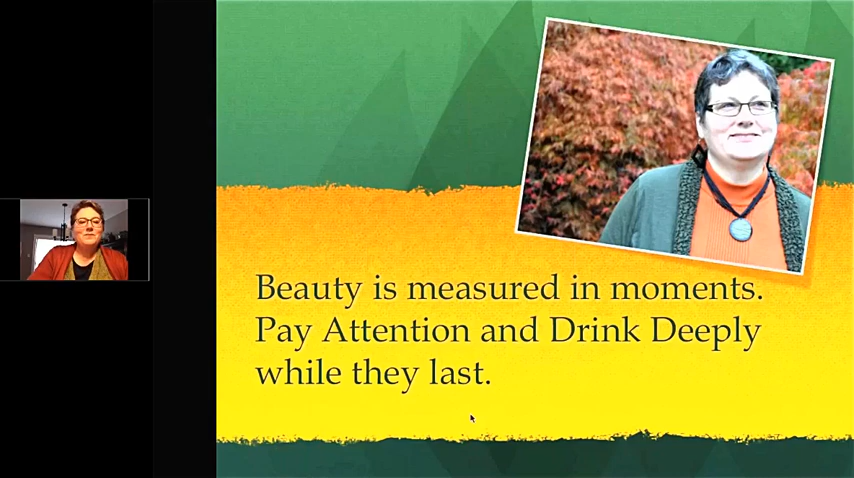 Beauty is measured in moments.
Pay Attention and Drink Deeply
while they last.